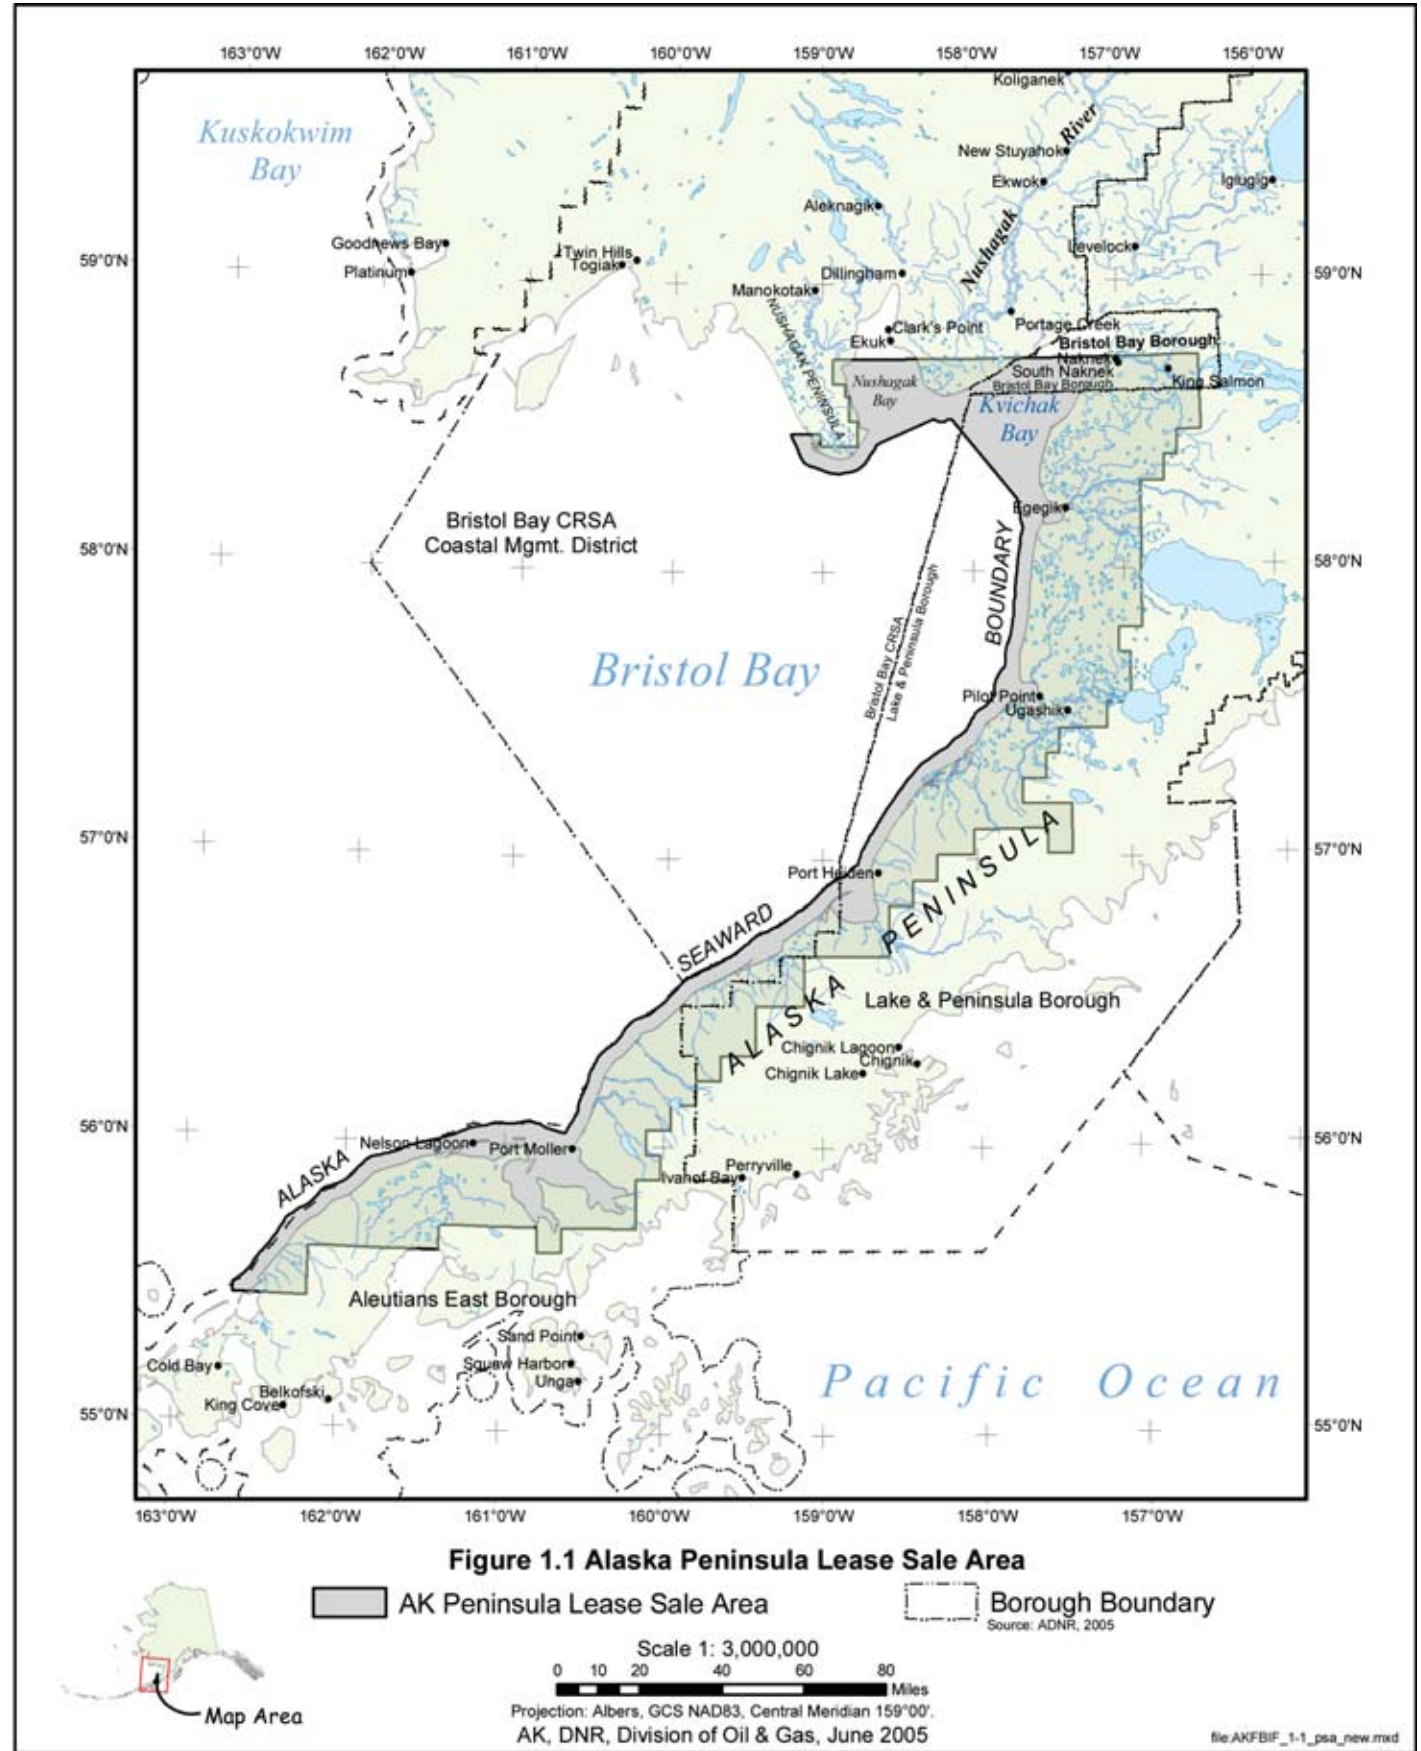 163°0'W 162°0'W 161°0'W 160°0'W 159°0'W 158°0'W 157°0'W 156°0'W
Koliganek
Kuskokwim
Bay
River
New Stuyahok
Ekwok
Igiugig
Aleknagik
Nushagak
Goodnews Bay
Levelock
Twin Hills
59°0'N
Togiak
59°0'N
Platinum
Dillingham
Manokotak
NUSHAGAK PENINSULA
Clark's Point
Portage Creek
Ekuk
Bristol Bay Borough
Naknek
South Naknek
King Salmon
Bristol Bay Borough
Nushagak
Bay
Kvichak
Bay
Egegik
Bristol Bay CRSA
Coastal Mgmt. District
58°0'N
58°0'N
BOUNDARY
Bristol Bay CRSA
Lake & Peninsula Borough
Bristol Bay
Pilot Point
Ugashik
57°0'N
57°0'N
Port Heiden
SEAWARD
ALASKA PENINSULA
Lake & Peninsula Borough
Chignik Lagoon
Chignik
Chignik Lake
56°0'N
56°0'N
Nelson Lagoon
Port Moller
ALASKA
Perryville
Ivanof Bay
Aleutians East Borough
Sand Point
Cold Bay
Squaw Harbor
Unga
Pacific Ocean
Belkofski
King Cove
55°0'N
55°0'N
163°0'W 162°0'W 161°0'W 160°0'W 159°0'W 158°0'W 157°0'W
Figure 1.1 Alaska Peninsula Lease Sale Area
AK Peninsula Lease Sale Area
Borough Boundary
Source: ADNR, 2005
Scale 1: 3,000,000
0 10 20 40 60 80
Miles
Map Area
Projection: Albers, GCS NAD83, Central Meridian 159°00'.
AK, DNR, Division of Oil & Gas, June 2005
file:AKFBIF_1-1_psa_new.mxd